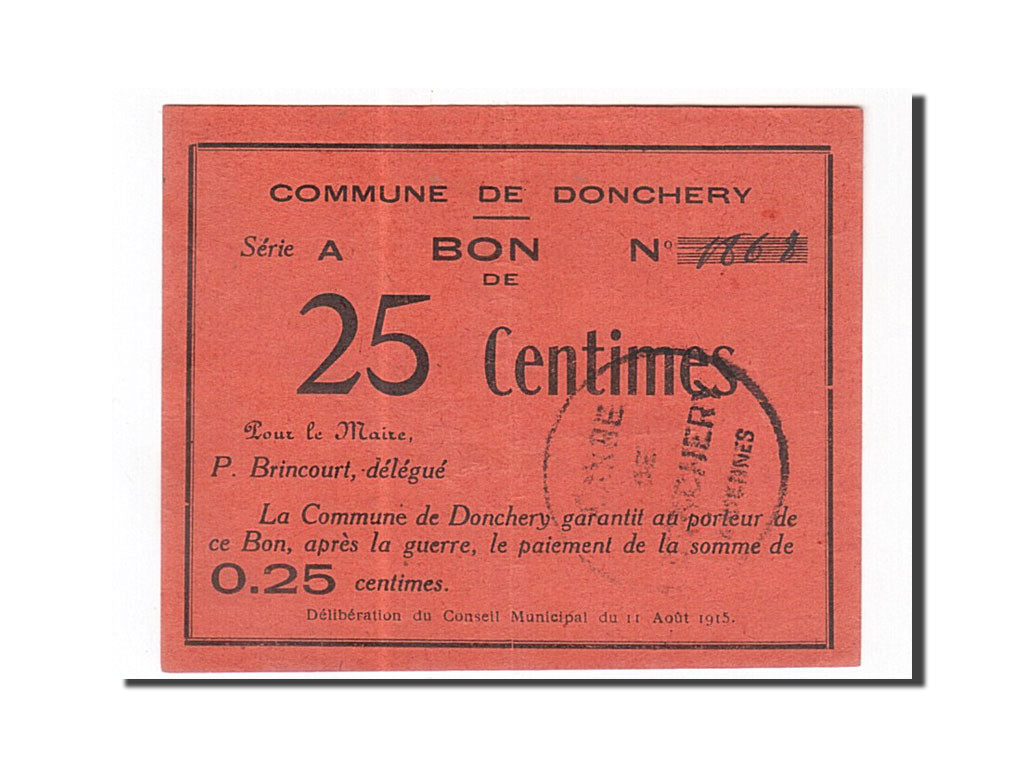 COMMUNE DE DONCHERY
Série A BON Nº 1868
DE
25 Centimes
Pour le Maire,
P. Brincourt, délégué
La Commune de Donchery garantit au porteur de
ce Bon, après la guerre, le paiement de la somme de
0.25 centimes.
Délibération du Conseil Municipal du 11 Août 1915.
DE